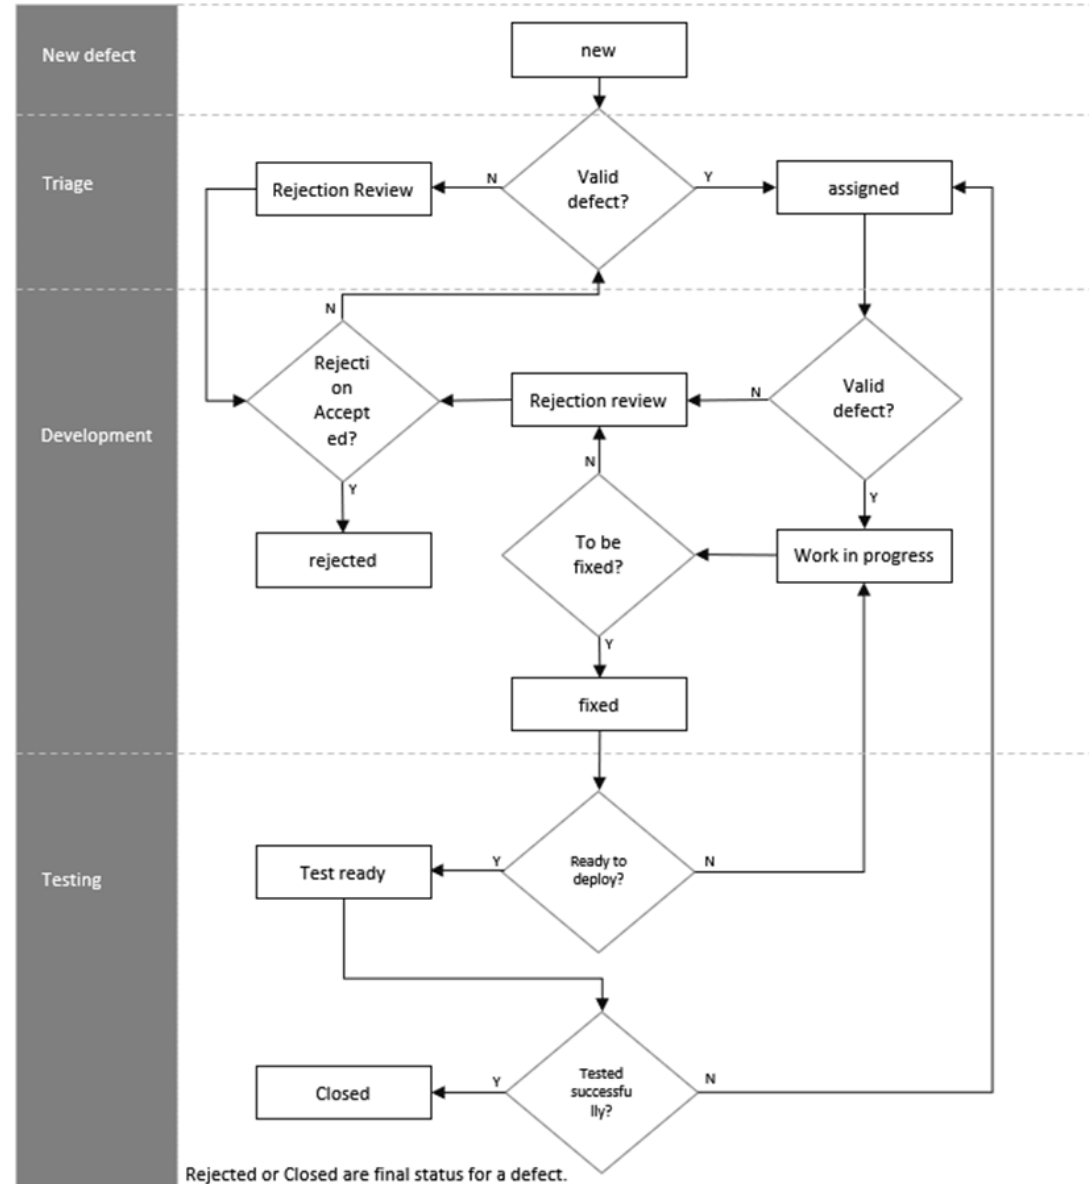 New defect
new
Triage
Rejection Review
N
Valid
defect?
Y
assigned
N
Development
Rejecti
on
Accept
ed?
Y
rejected
Rejection review
N
Valid
defect?
Y
N
To be
fixed?
Y
Work in progress
fixed
Testing
Test ready
Y
Ready to
deploy?
N
Closed
Y
Tested
successfu
lly?
N
Rejected or Closed are final status for a defect.